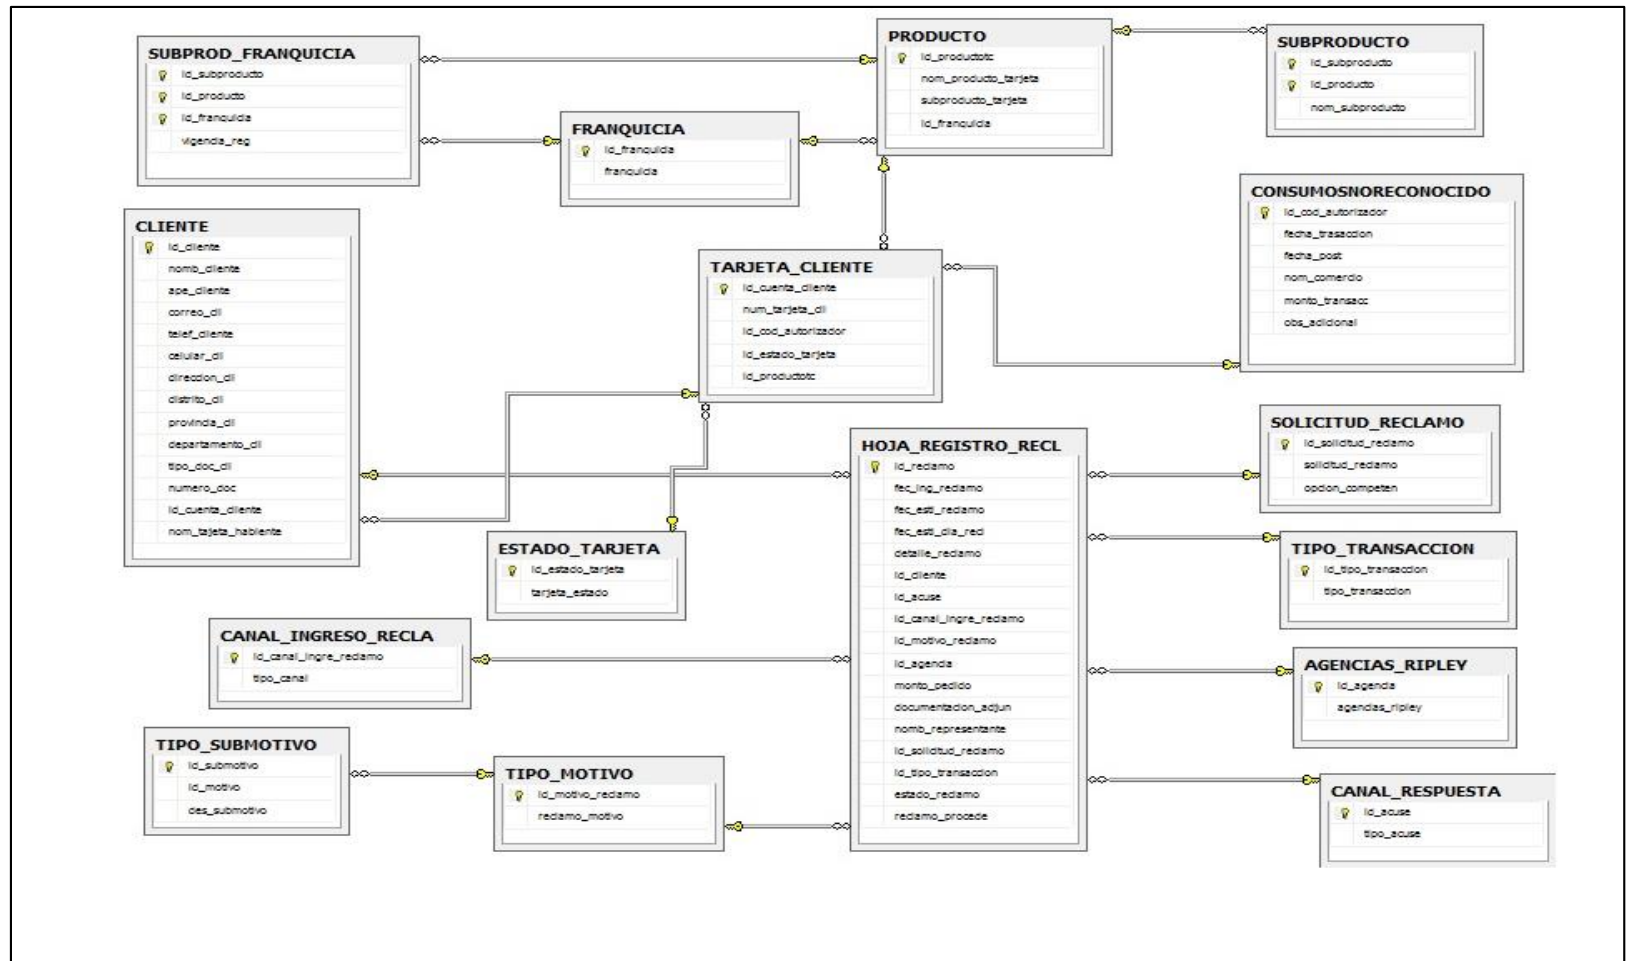 SUBPROD_FRANQUICIA
id_subproducto
id_producto
id_franquicia
vigencia_reg
PRODUCTO
id_productotc
nom_producto_tarjeta
subproducto_tarjeta
id_franquicia
SUBPRODUCTO
id_subproducto
id_producto
nom_subproducto
FRANQUICIA
id_franquicia
franquicia
CLIENTE
id_cliente
nomb_cliente
ape_cliente
correo_cli
telef_cliente
celular_cli
direccion_cli
distrito_cli
provincia_cli
departamento_cli
tipo_doc_cli
numero_doc
id_cuenta_cliente
nom_tajeta_habiente
TARJETA_CLIENTE
id_cuenta_cliente
num_tarjeta_cli
id_cod_autorizador
id_estado_tarjeta
id_productotc
CONSUMOSNORECONOCIDO
id_cod_autorizador
fecha_trasaccion
fecha_post
nom_comercio
monto_transacc
obs_adicional
HOJA_REGISTRO_RECL
id_reclamo
fec_ing_reclamo
fec_esti_reclamo
fec_esti_dia_recl
detalle_reclamo
id_cliente
id_acuse
id_canal_ingre_reclamo
id_motivo_reclamo
id_agencia
monto_pedido
documentacion_adjun
nomb_representante
id_solicitud_reclamo
id_tipo_transaccion
estado_reclamo
reclamo_procede
SOLICITUD_RECLAMO
id_solicitud_reclamo
solicitud_reclamo
opcion_competen
ESTADO_TARJETA
id_estado_tarjeta
tarjeta_estado
TIPO_TRANSACCION
id_tipo_transaccion
tipo_transaccion
CANAL_INGRESO_RECLA
id_canal_ingre_reclamo
tipo_canal
AGENCIAS_RIPLEY
id_agencia
agencias_ripley
TIPO_SUBMOTIVO
id_submotivo
id_motivo
des_submotivo
TIPO_MOTIVO
id_motivo_reclamo
reclamo_motivo
CANAL_RESPUESTA
id_acuse
tipo_acuse